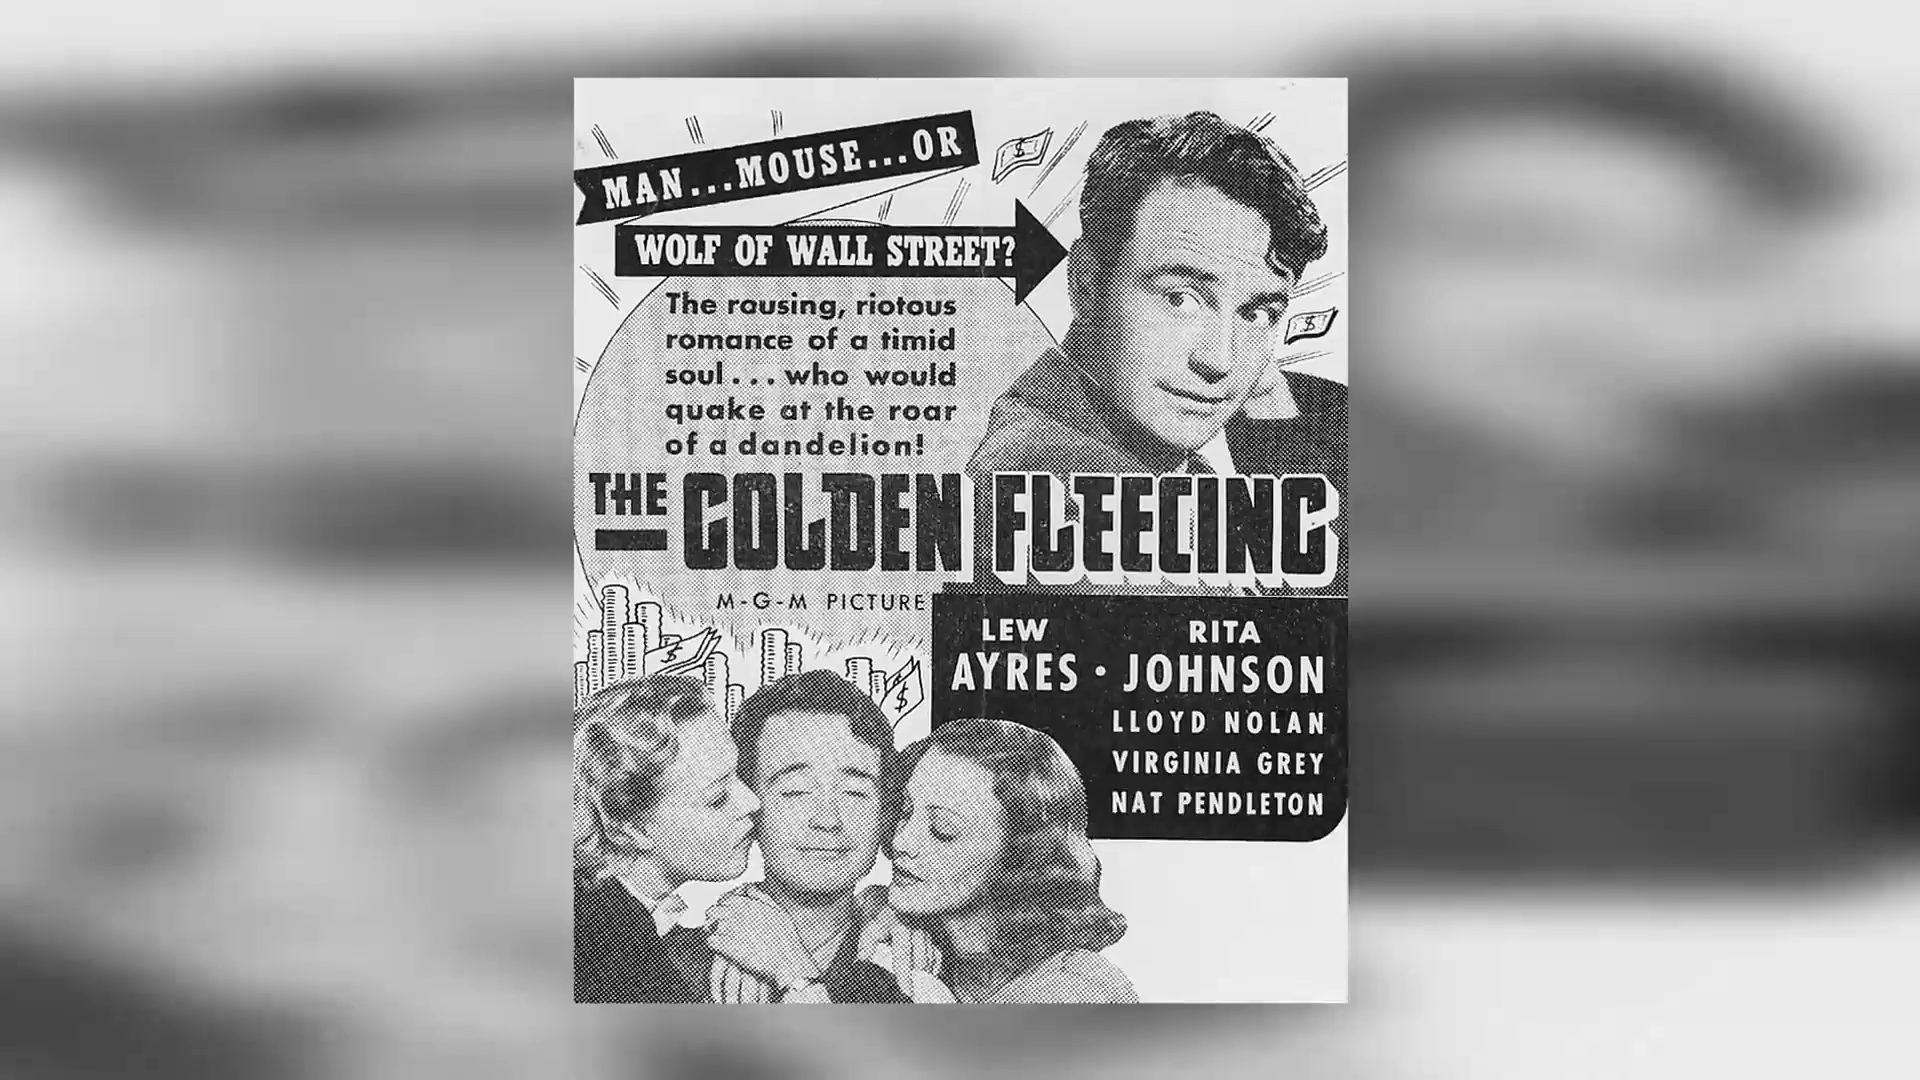 MAN...MOUSE...OR
WOLF OF WALL STREET?
The rousing, riotous
romance of a timid
soul...who would
quake at the roar
of a dandelion!
THE GOLDEN FLEECING
M-G-M PICTURE
LEW RITA
AYRES • JOHNSON
LLOYD NOLAN
VIRGINIA GREY
NAT PENDLETON